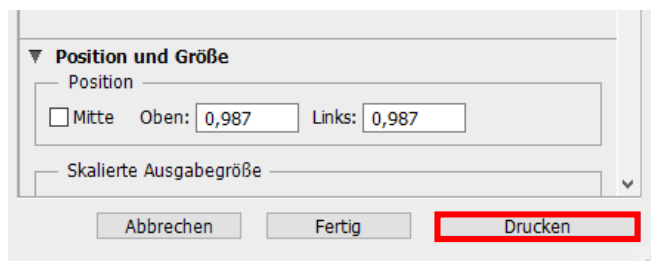 Position und Größe
Position
Mitte Oben: 0,987 Links: 0,987
Skalierte Ausgabegröße
Abbrechen Fertig Drucken